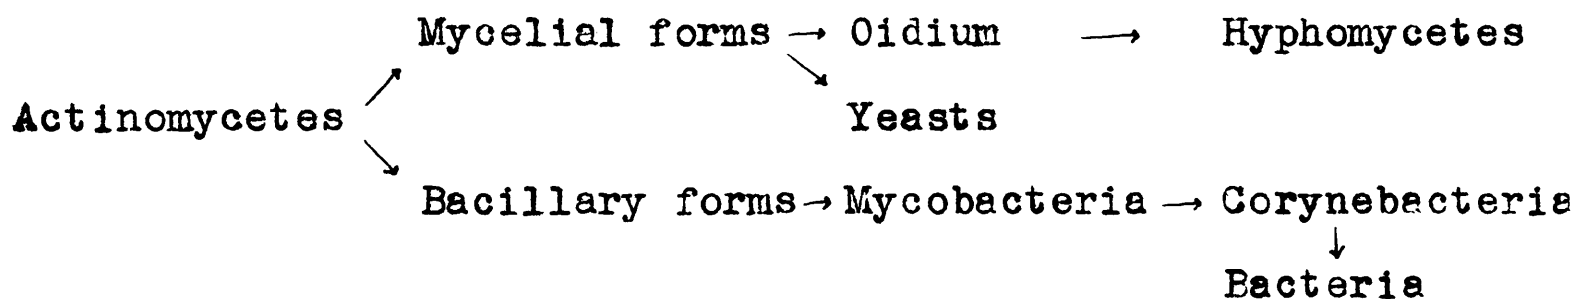 Mycelial forms → Oidium → Hyphomycetes
Actinomycetes Yeasts
Bacillary forms → Mycobacteria → Corynebacteria
Bacteria